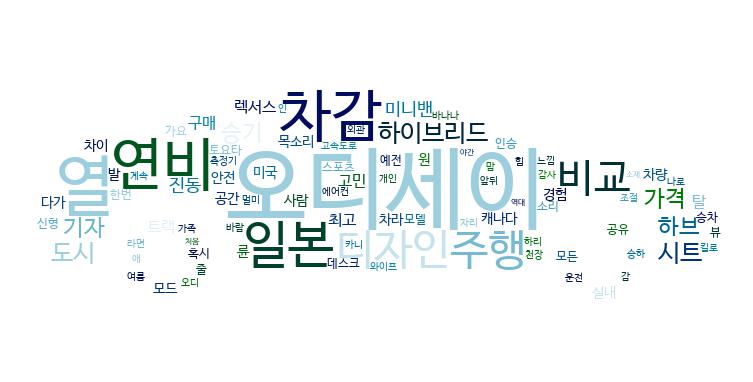 렉서스 인 차감 미니밴
바나나
구매 외관
가요 승기 목소리 하이브리드
차이 연비 토요타 고속도로 인승
열 측정기 미국 스포츠 예전 원 맘 야간 힘 느낌
발 진동 안전 고민 개인 앞뒤 감사 비교 차량 나로 소재
게속 에어컨
한번 공간 멀미 사람 오디세이 경험 조절 가격 탈
다가 최고 차라 모델 캐나다 소리 역대
신형 기자 트랙 가족 바람 자리 하브 승차
처음 일본 디자인 주행 공유 뷰
라면 륜 카니 하리
도시 애 혹시 천장 모든 승하 시트 킬로
줄 데스크 와이프
여름 모드 오디 운전 감
실내